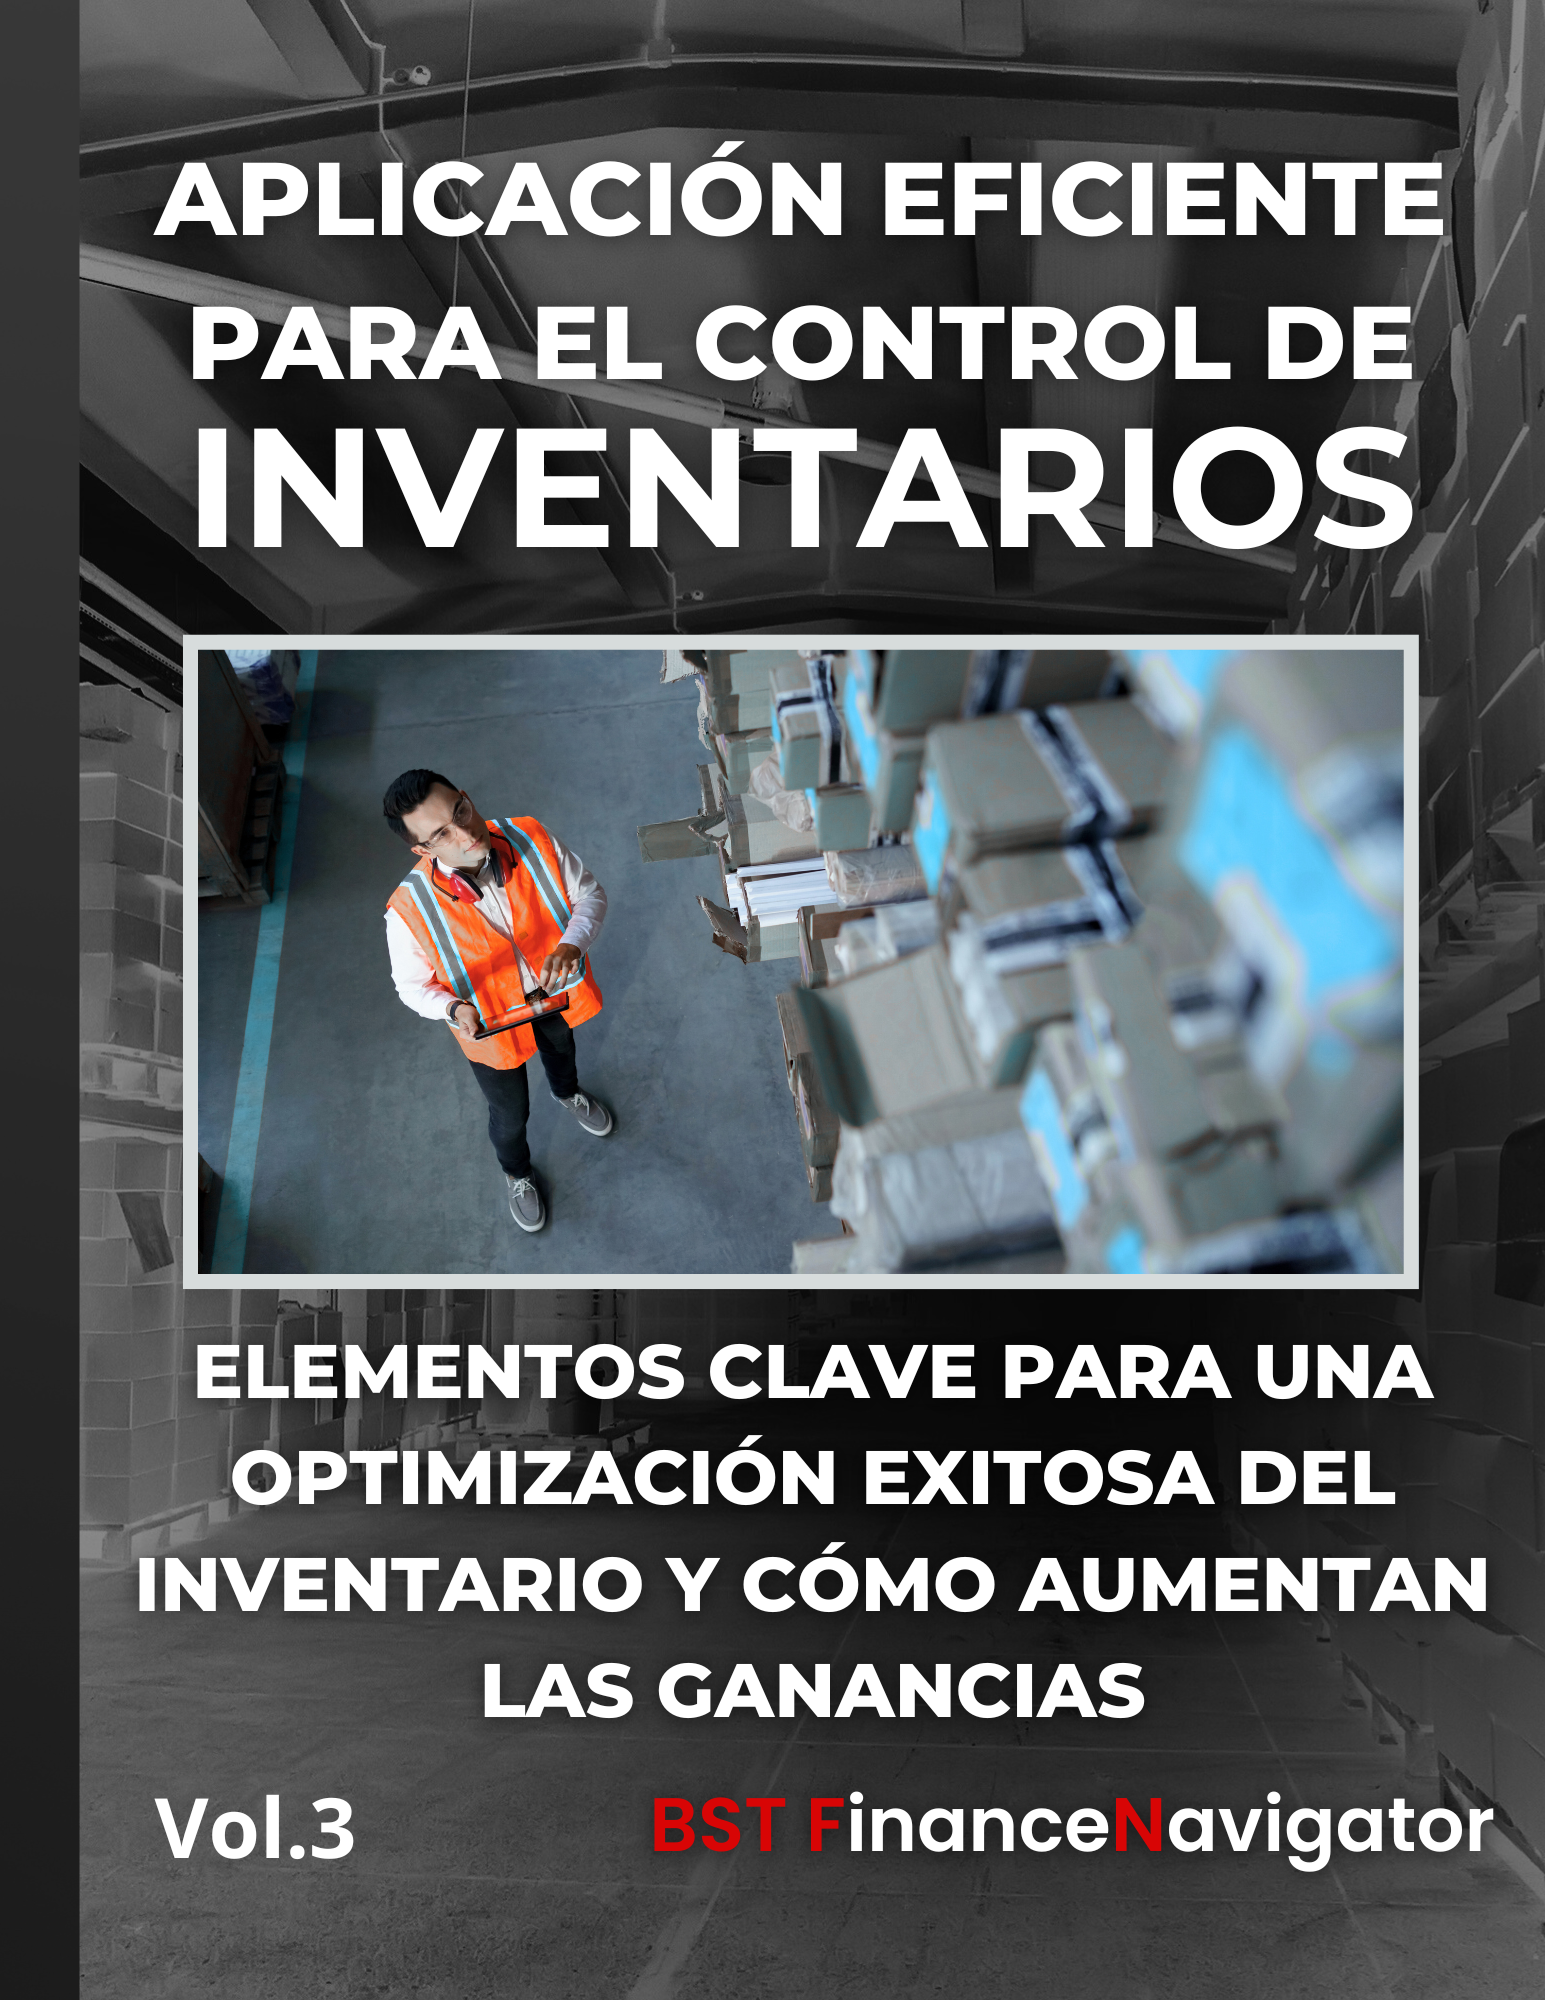 APLICACIÓN EFICIENTE
PARA EL CONTROL DE
INVENTARIOS
ELEMENTOS CLAVE PARA UNA
OPTIMIZACIÓN EXITOSA DEL
INVENTARIO Y CÓMO AUMENTAN
LAS GANANCIAS
Vol.3
BST FinanceNavigator